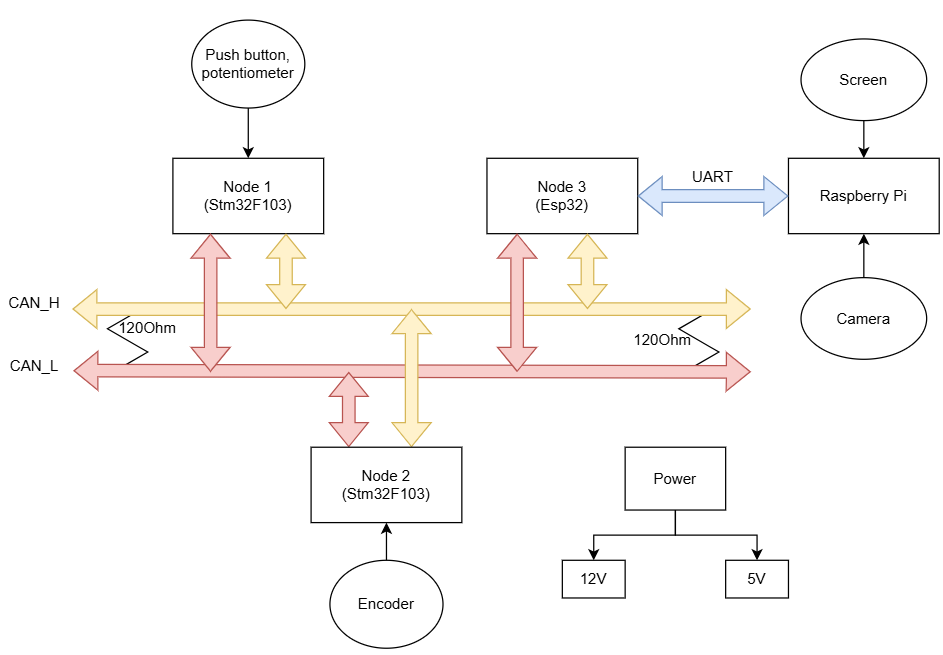 Push button,
potentiometer
Screen
Node 1
(Stm32F103)
Node 3
(Esp32)
UART
Raspberry Pi
CAN_H
120Ohm
120Ohm
Camera
CAN_L
Node 2
(Stm32F103)
Power
12V
5V
Encoder